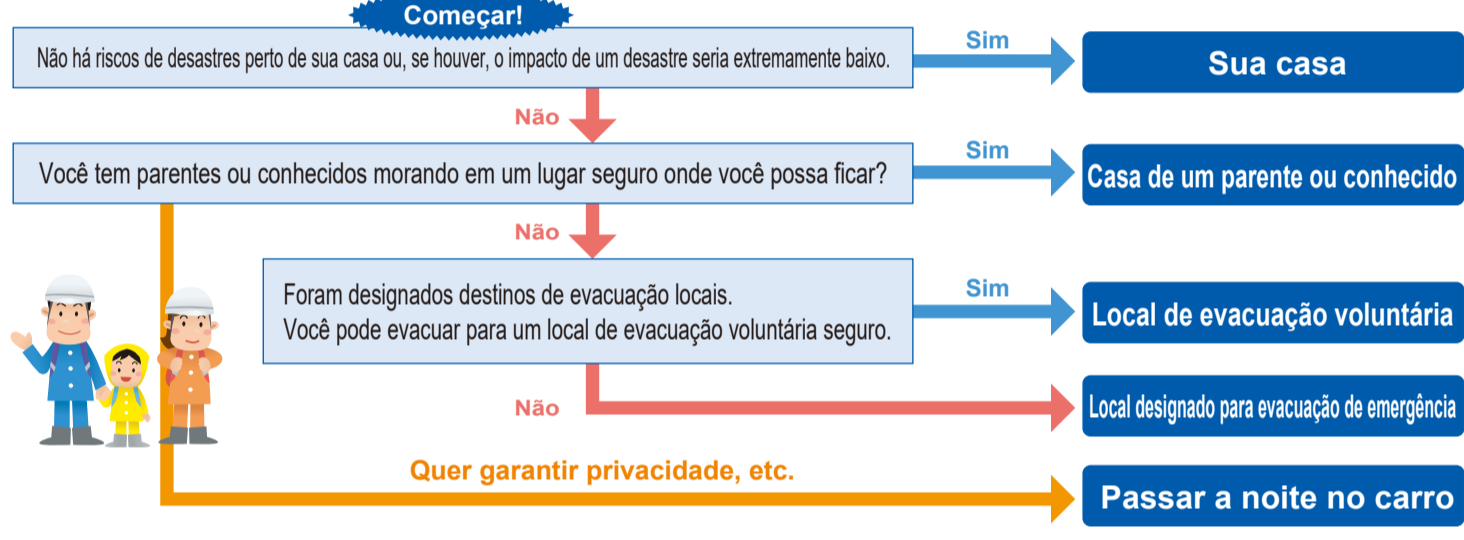 Começar!
Não há riscos de desastres perto de sua casa ou, se houver, o impacto de um desastre seria extremamente baixo.
Sim
Sua casa
Não
Você tem parentes ou conhecidos morando em um lugar seguro onde você possa ficar?
Sim
Casa de um parente ou conhecido
Não
Foram designados destinos de evacuação locais.
Você pode evacuar para um local de evacuação voluntária seguro.
Sim
Local de evacuação voluntária
Não
Local designado para evacuação de emergência
Quer garantir privacidade, etc.
Passar a noite no carro